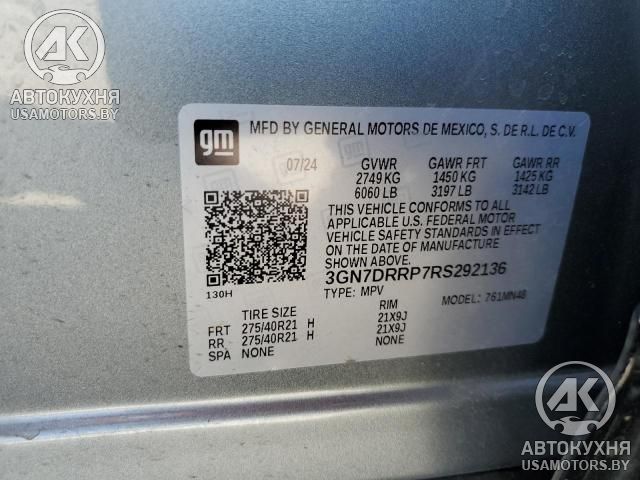 AK
АВТОКУХНЯ
USAMOTORS.BY
gm
MFD BY GENERAL MOTORS DE MEXICO, S. DE R.L. DE C.V.
07/24 GVWR GAWR FRT GAWR RR
2749 KG 1450 KG 1425 KG
6060 LB 3197 LB 3142 LB
THIS VEHICLE CONFORMS TO ALL
APPLICABLE U.S. FEDERAL MOTOR
VEHICLE SAFETY STANDARDS IN EFFECT
ON THE DATE OF MANUFACTURE SHOWN ABOVE.
3GN7DRRP7RS292136
130H
TYPE: MPV MODEL: 761MN48
TIRE SIZE RIM
FRT 275/40R21 H 21X9J
RR 275/40R21 H 21X9J
SPA NONE NONE
AK
АВТОКУХНЯ
USAMOTORS.BY